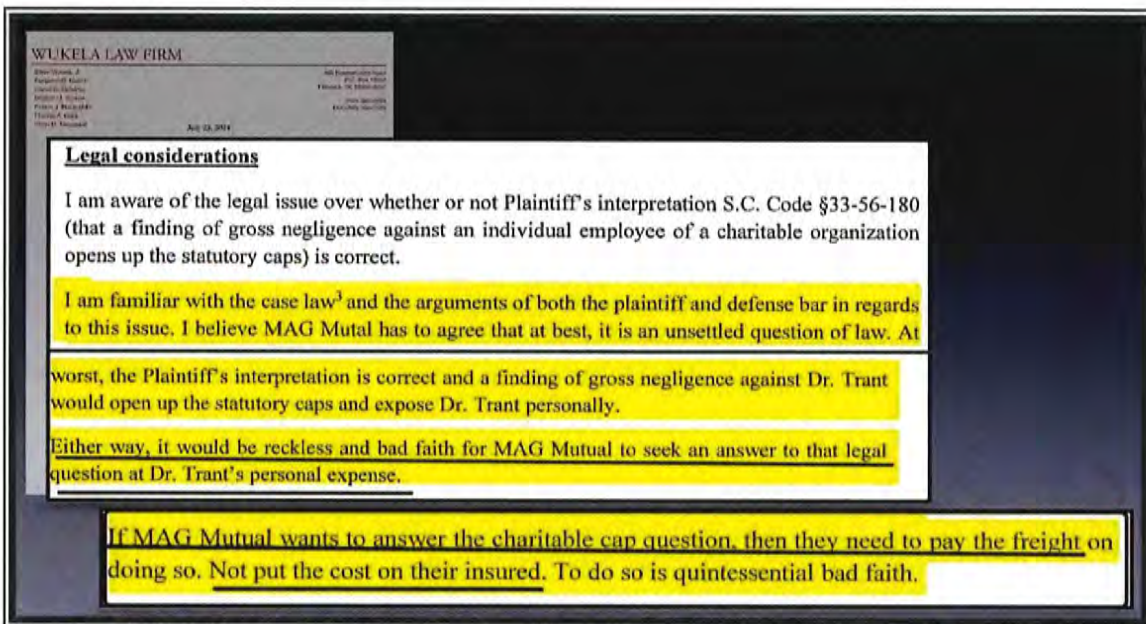 WUKELA LAW FIRM
July 23, 2014
Legal considerations
I am aware of the legal issue over whether or not Plaintiff's interpretation S.C. Code §33-56-180
(that a finding of gross negligence against an individual employee of a charitable organization
opens up the statutory caps) is correct.
I am familiar with the case law³ and the arguments of both the plaintiff and defense bar in regards
to this issue. I believe MAG Mutal has to agree that at best, it is an unsettled question of law. At
worst, the Plaintiff's interpretation is correct and a finding of gross negligence against Dr. Trant
would open up the statutory caps and expose Dr. Trant personally.
Either way, it would be reckless and bad faith for MAG Mutual to seek an answer to that legal
question at Dr. Trant's personal expense.
If MAG Mutual wants to answer the charitable cap question, then they need to pay the freight on
doing so. Not put the cost on their insured. To do so is quintessential bad faith.